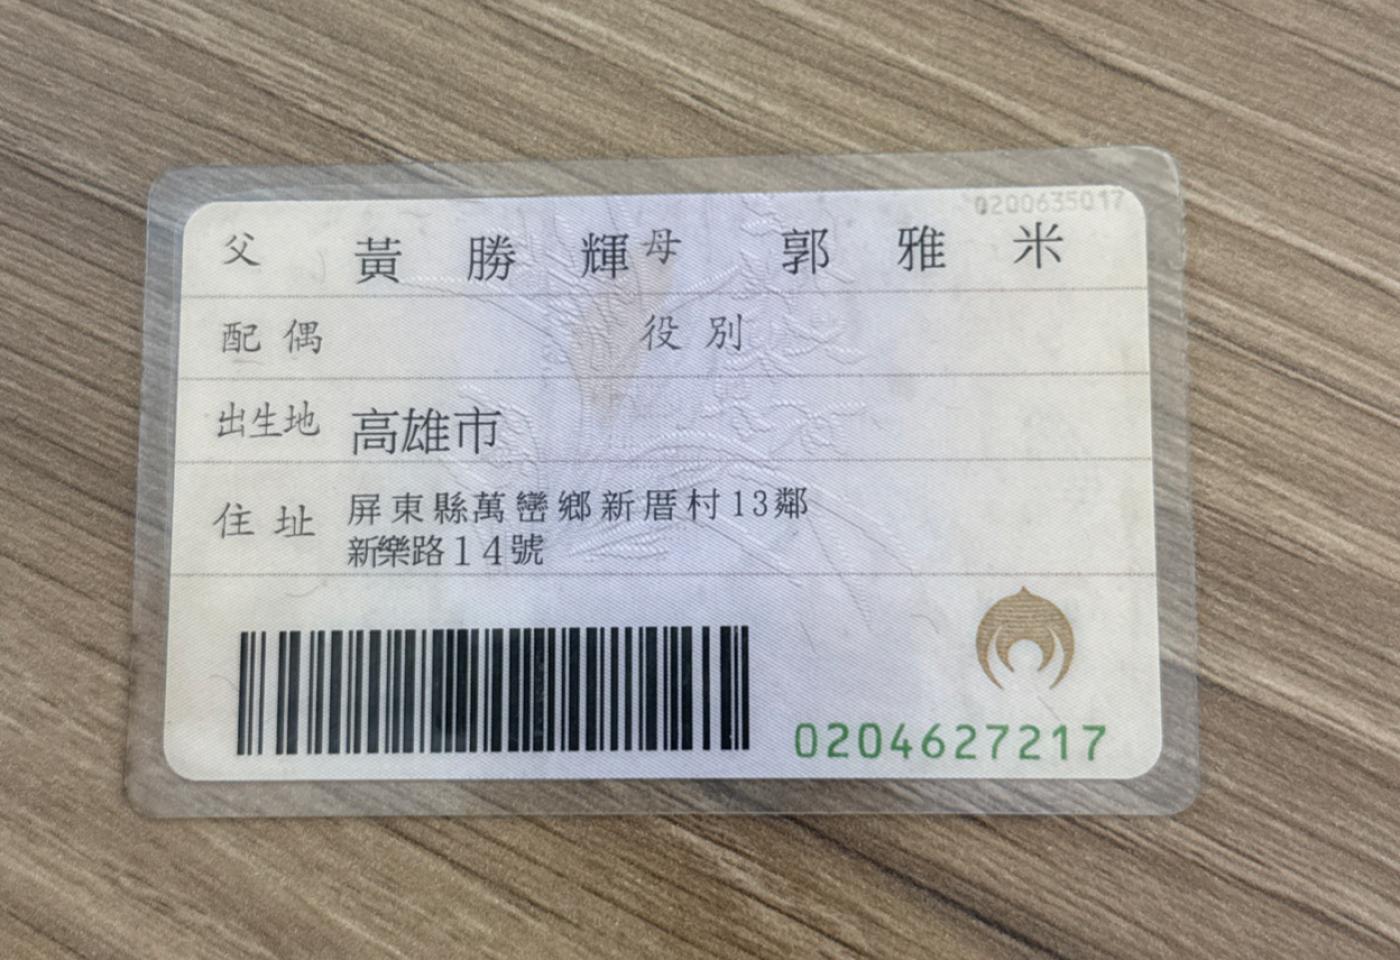 0200635017
父 黃勝輝 母 郭雅米
配偶 役別
出生地 高雄市
住址 屏東縣萬巒鄉新厝村13鄰
新樂路14號
0204627217